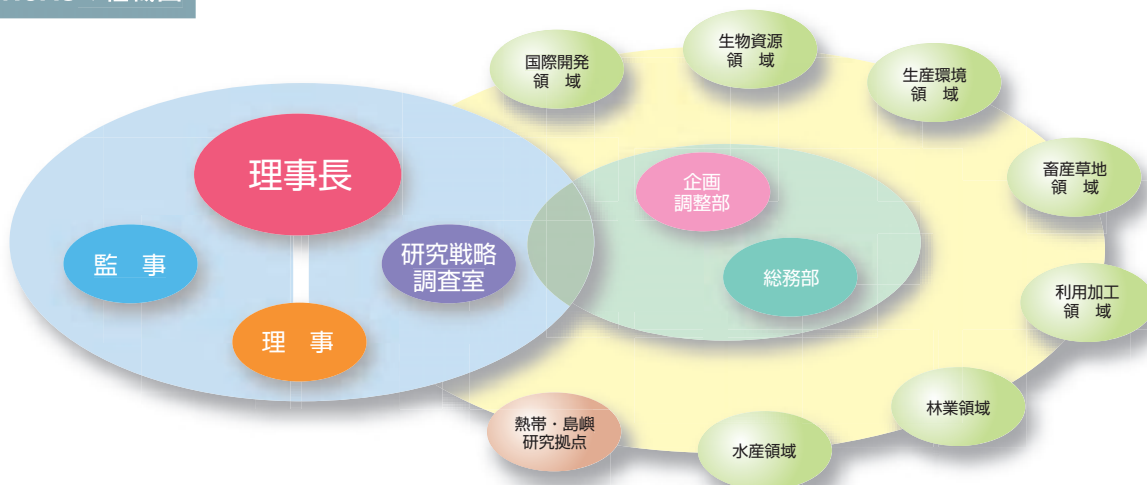 理事長
監　事
研究戦略
調査室
理　事
企画
調整部
総務部
国際開発
領　域
生物資源
領　域
生産環境
領　域
畜産草地
領　域
利用加工
領　域
林業領域
水産領域
熱帯・島嶼
研究拠点